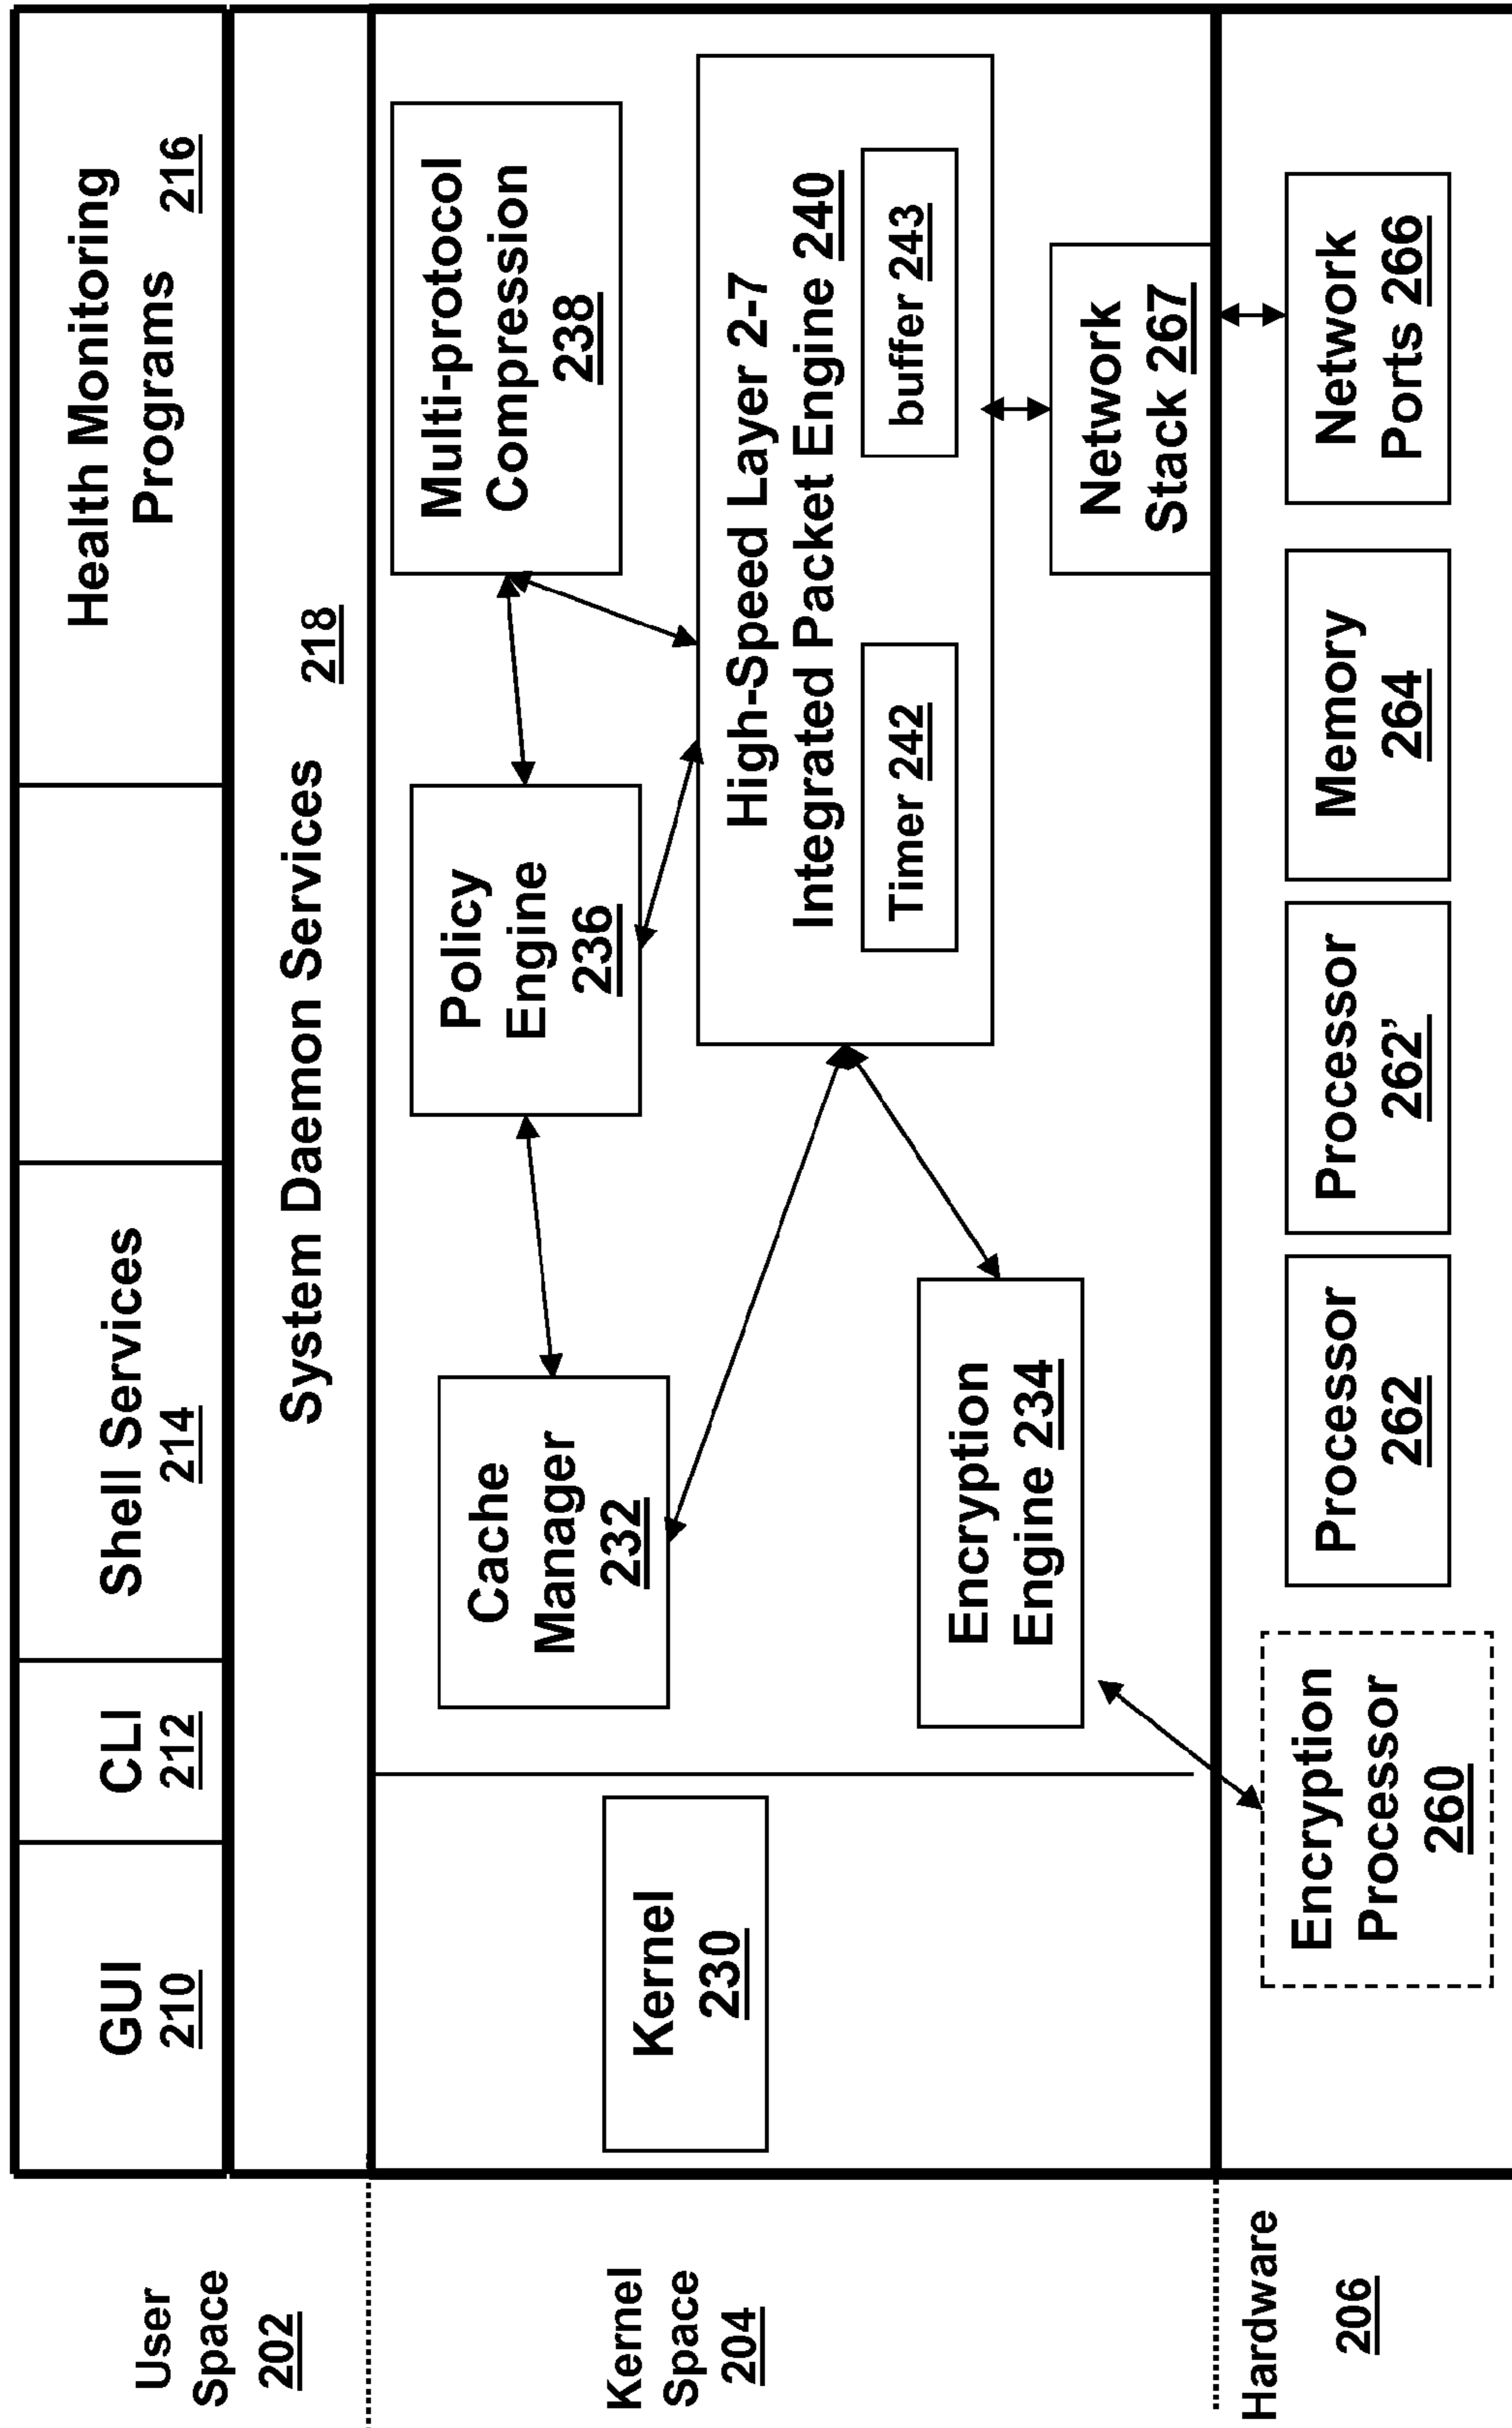 User
Space
202
GUI
210
CLI
212
Shell Services
214
Health Monitoring
Programs 216
System Daemon Services 218
Kernel
Space
204
Kernel
230
Cache
Manager
232
Policy
Engine
236
Multi-protocol
Compression
238
High-Speed Layer 2-7
Integrated Packet Engine 240
Timer 242
buffer 243
Encryption
Engine 234
Network
Stack 267
Hardware
206
Encryption
Processor
260
Processor
262
Processor
262’
Memory
264
Network
Ports 266